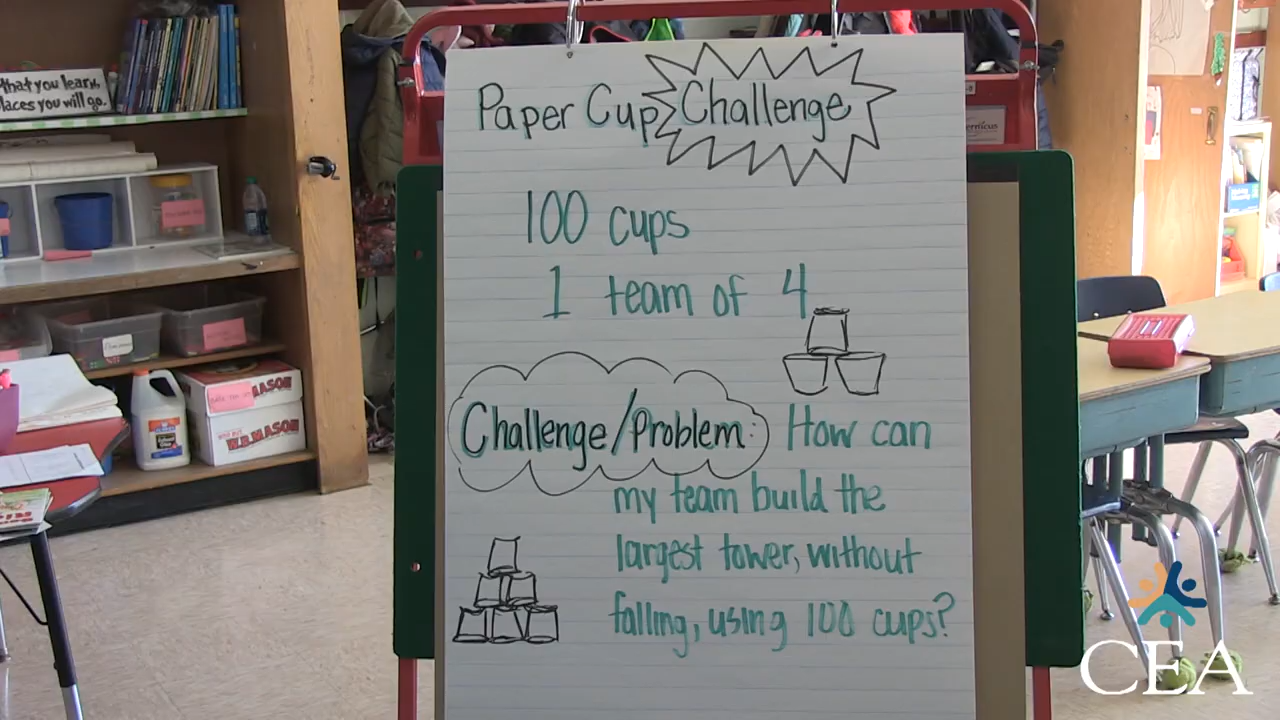 Paper Cup Challenge
100 cups
1 team of 4
Challenge/Problem: How can
my team build the
largest tower, without
falling, using 100 cups?
that you learn,
laces you will go.
W.B. MASON
MASON
CEA